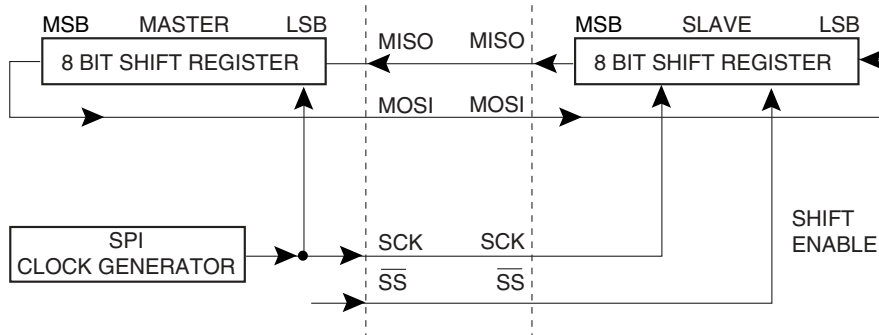 MSB MASTER LSB
8 BIT SHIFT REGISTER
MISO MISO
MSB SLAVE LSB
8 BIT SHIFT REGISTER
MOSI MOSI
SPI
CLOCK GENERATOR
SCK SCK
SS SS
SHIFT
ENABLE